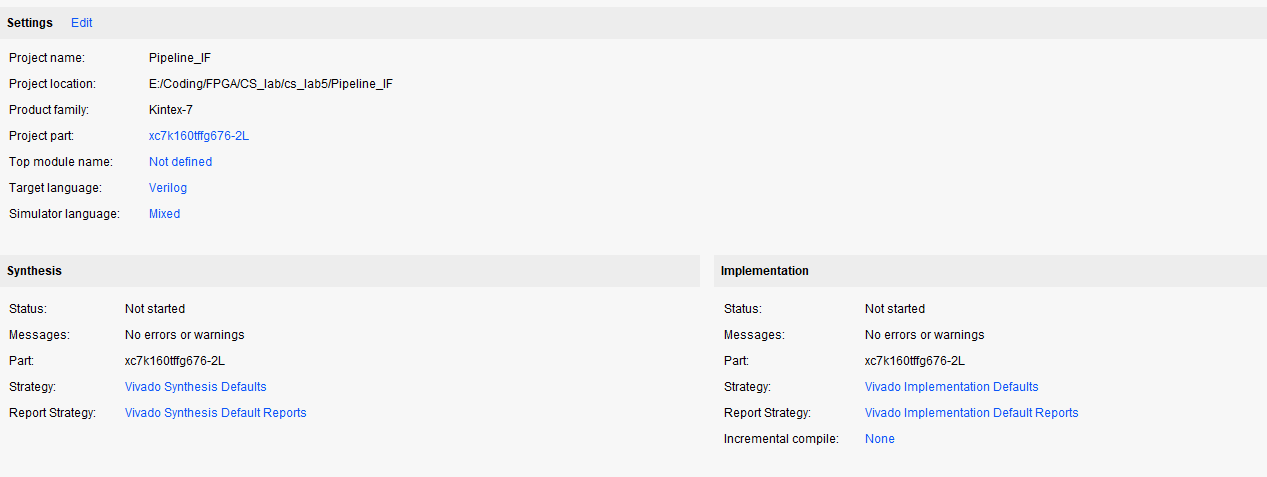 Settings Edit
Project name: Pipeline_IF
Project location: E:/Coding/FPGA/CS_lab/cs_lab5/Pipeline_IF
Product family: Kintex-7
Project part: xc7k160tffg676-2L
Top module name: Not defined
Target language: Verilog
Simulator language: Mixed
Synthesis
Status: Not started
Messages: No errors or warnings
Part: xc7k160tffg676-2L
Strategy: Vivado Synthesis Defaults
Report Strategy: Vivado Synthesis Default Reports
Implementation
Status: Not started
Messages: No errors or warnings
Part: xc7k160tffg676-2L
Strategy: Vivado Implementation Defaults
Report Strategy: Vivado Implementation Default Reports
Incremental compile: None